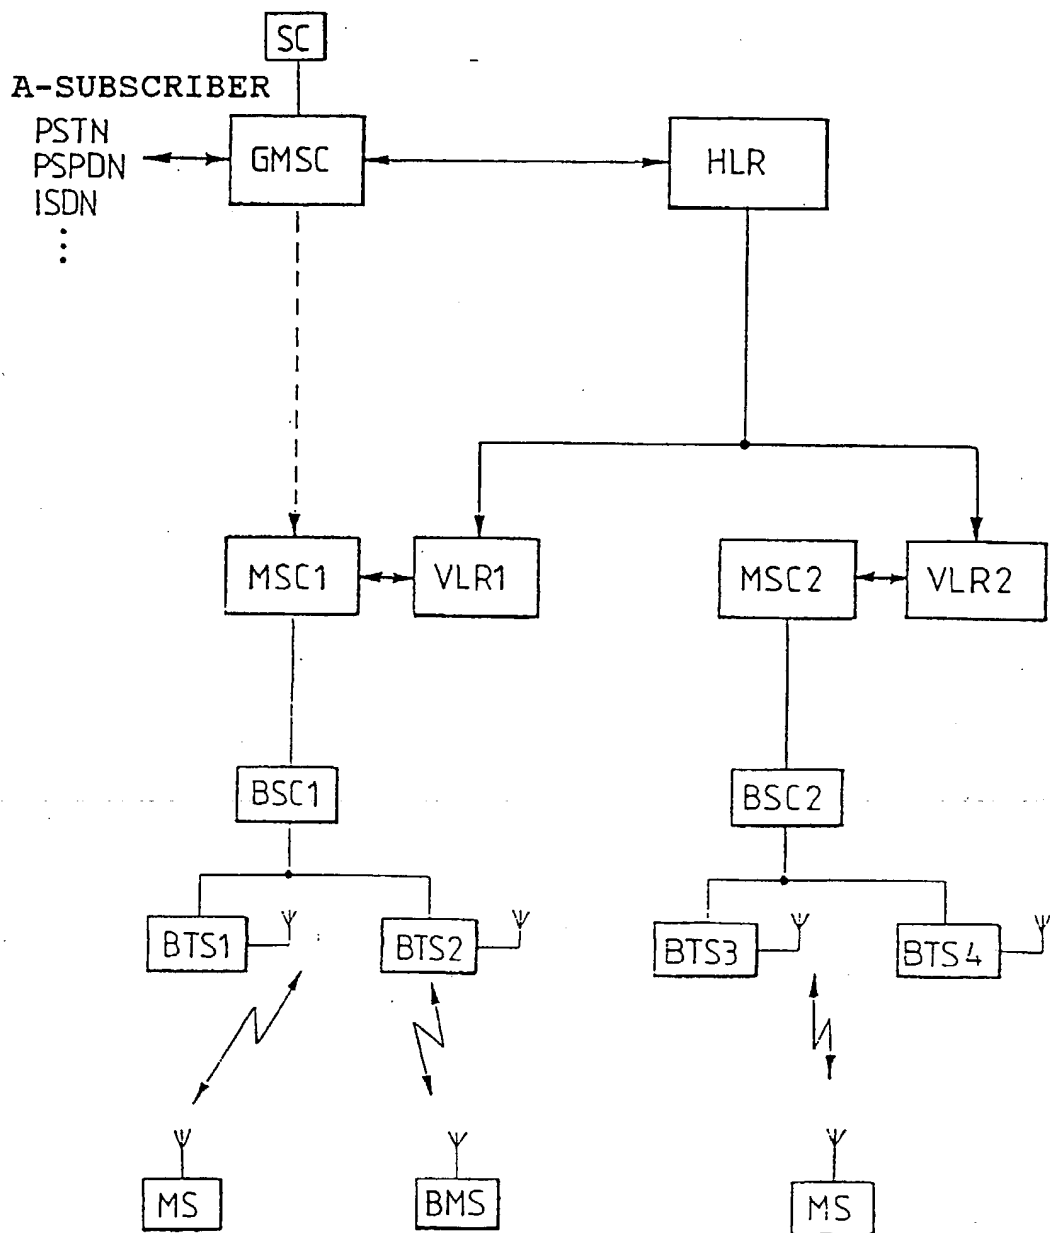 SC
A-SUBSCRIBER
PSTN
PSPDN
ISDN
GMSC
HLR
MSC1
VLR1
MSC2
VLR2
BSC1
BSC2
BTS1
BTS2
BTS3
BTS4
MS
BMS
MS